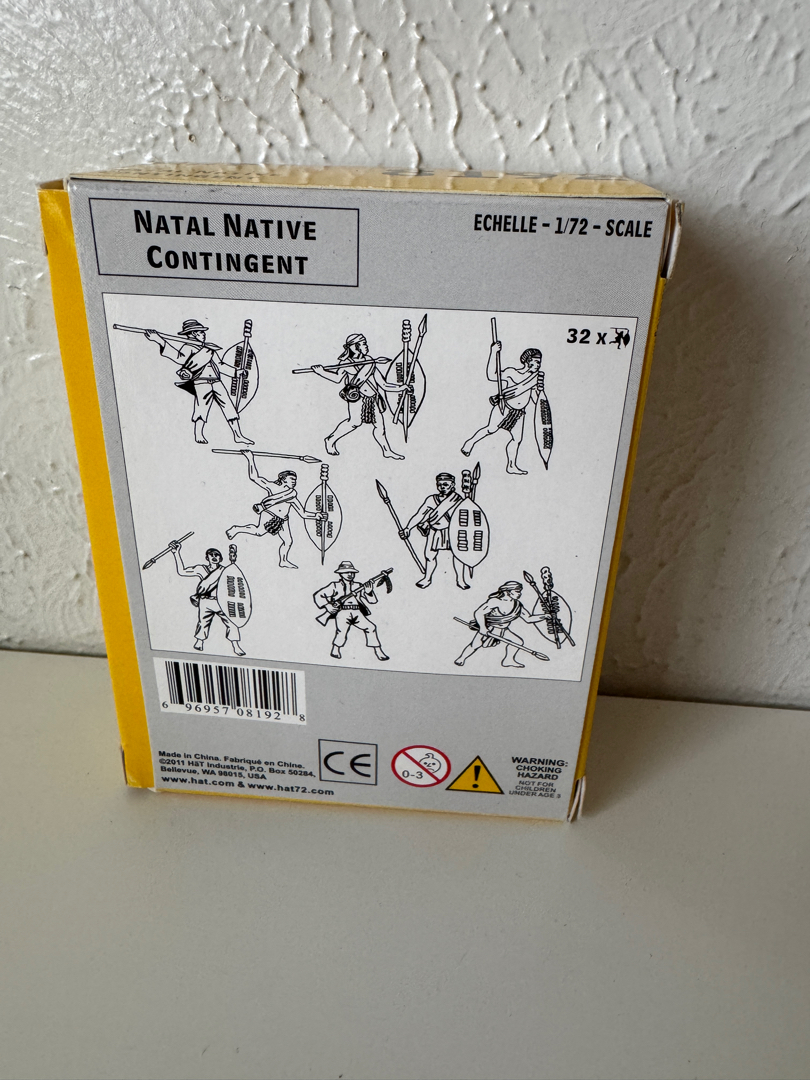 NATAL NATIVE
CONTINGENT
ECHELLE - 1/72 - SCALE
32 x
6 96957 08192 8
Made in China. Fabriqué en Chine.
©2011 HäT Industrie, P.O. Box 50284,
Bellevue, WA 98015, USA
www.hat.com & www.hat72.com
CE
0-3
WARNING:
CHOKING
HAZARD
NOT FOR
CHILDREN
UNDER AGE 3